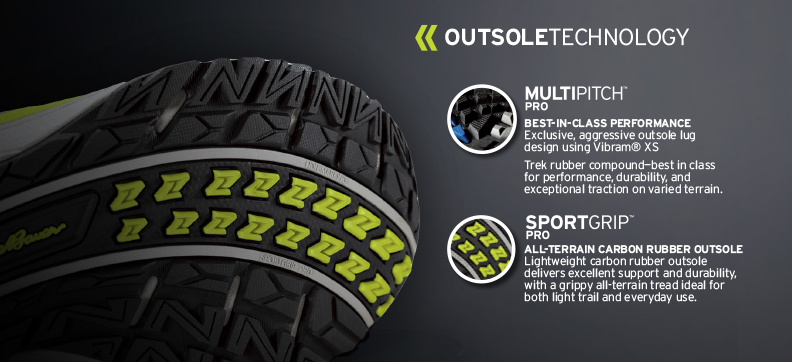 OUTSOLETECHNOLOGY
MULTIPITCH™
PRO
BEST-IN-CLASS PERFORMANCE
Exclusive, aggressive outsole lug
design using Vibram® XS
Trek rubber compound—best in class
for performance, durability, and
exceptional traction on varied terrain.
SPORTGRIP™
PRO
ALL-TERRAIN CARBON RUBBER OUTSOLE
Lightweight carbon rubber outsole
delivers excellent support and durability,
with a grippy all-terrain tread ideal for
both light trail and everyday use.